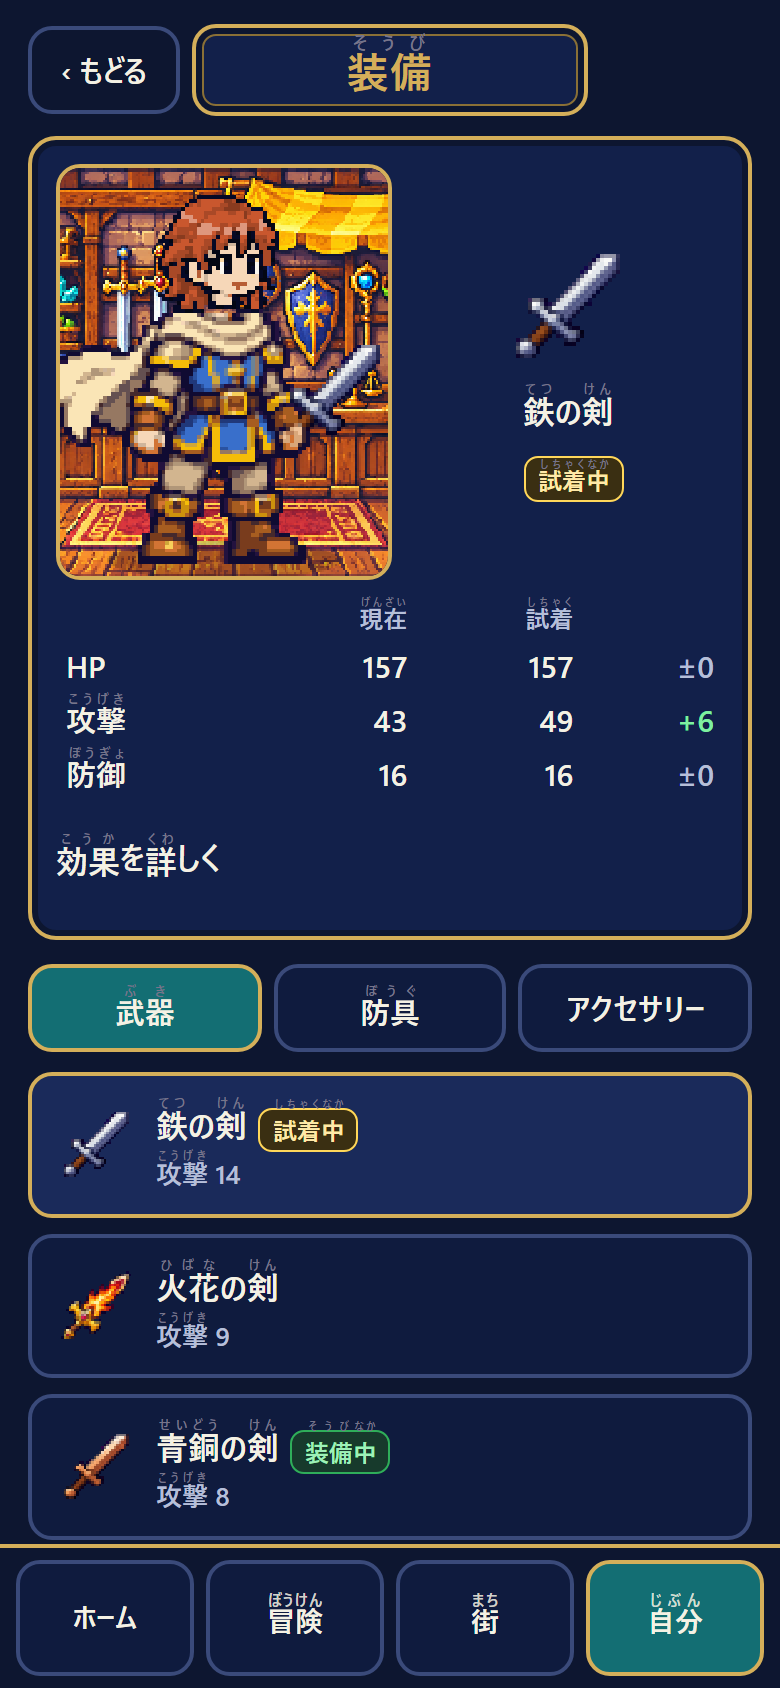 ‹ もどる
そうび
装備
てつ けん
鉄の剣
しちゃくなか
試着中
げんざい しちゃく
現在 試着
HP 157 157 ±0
こうげき
攻撃 43 49 +6
ぼうぎょ
防御 16 16 ±0
こうか くわ
効果を詳しく
ぶき ぼうぐ
武器 防具 アクセサリー
てつ けん しちゃくなか
鉄の剣 試着中
こうげき
攻撃 14
ひばな けん
火花の剣
こうげき
攻撃 9
せいどう けん そうびなか
青銅の剣 装備中
こうげき
攻撃 8
ぼうけん まち じぶん
ホーム 冒険 街 自分